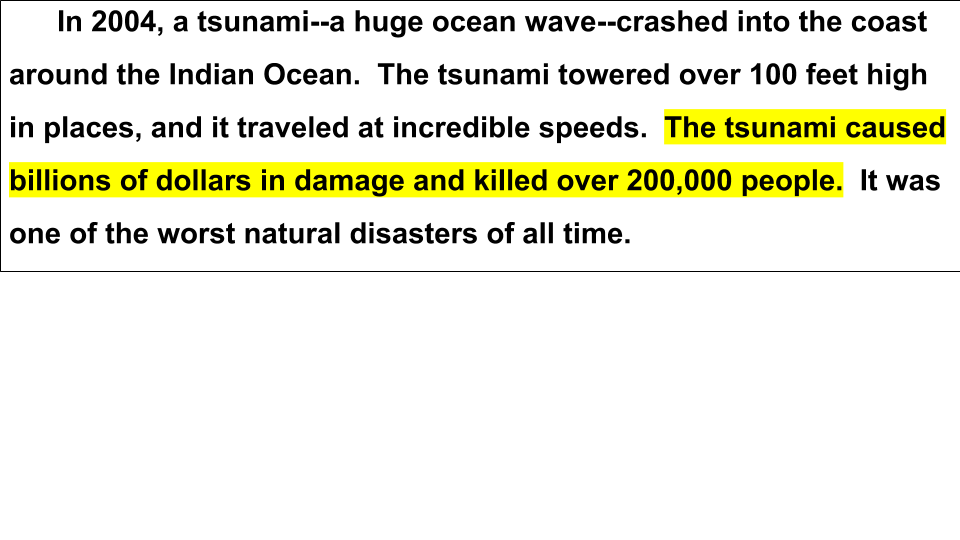 In 2004, a tsunami--a huge ocean wave--crashed into the coast
around the Indian Ocean.  The tsunami towered over 100 feet high
in places, and it traveled at incredible speeds.  The tsunami caused
billions of dollars in damage and killed over 200,000 people.  It was
one of the worst natural disasters of all time.